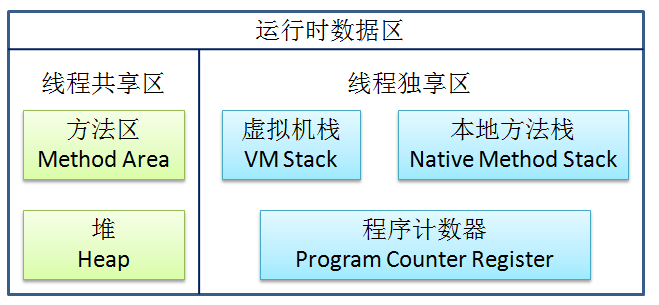 运行时数据区
线程共享区
方法区
Method Area
堆
Heap
线程独享区
虚拟机栈
VM Stack
本地方法栈
Native Method Stack
程序计数器
Program Counter Register